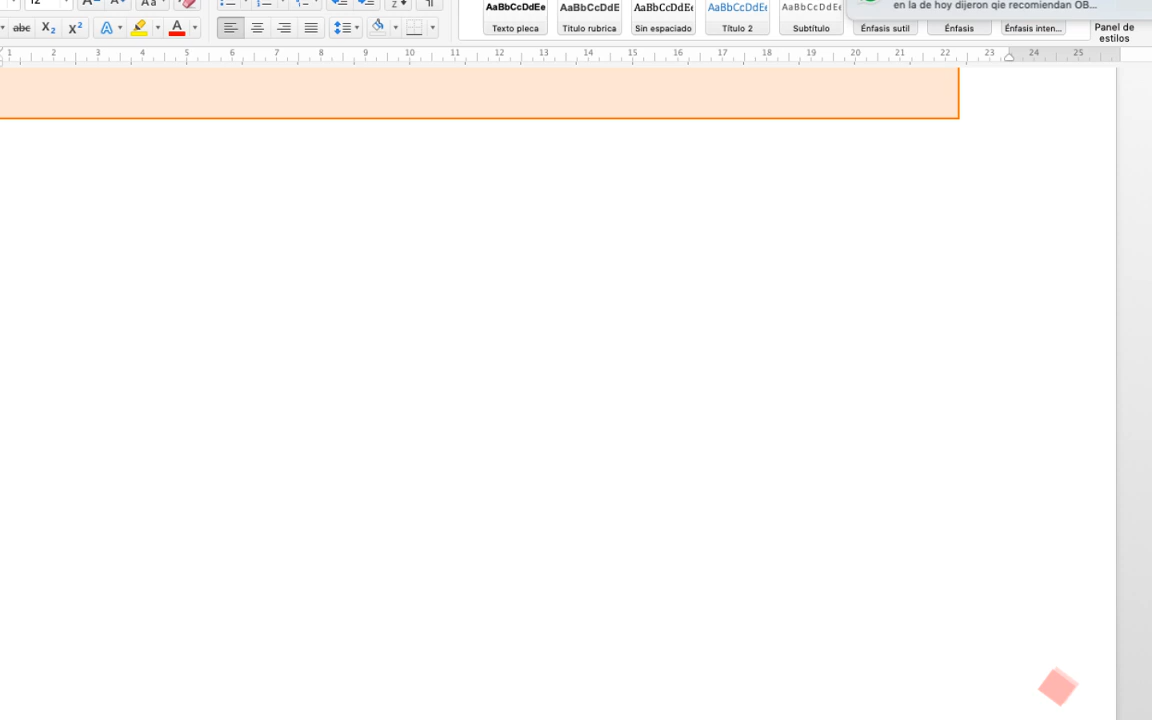 en la de hoy dijeron qie recomiendan OB...
12
Aa
abc X₂ X² A A
AaBbCcDdEe AaBbCcDdE AaBbCcDdEe AaBbCcDdEe AaBbCcDdE
Texto pleca Titulo rubrica Sin espaciado Título 2 Subtítulo Énfasis sutil Énfasis Énfasis inten... Panel de
estilos
1 2 3 4 5 6 7 8 9 10 11 12 13 14 15 16 17 18 19 20 21 22 23 24 25